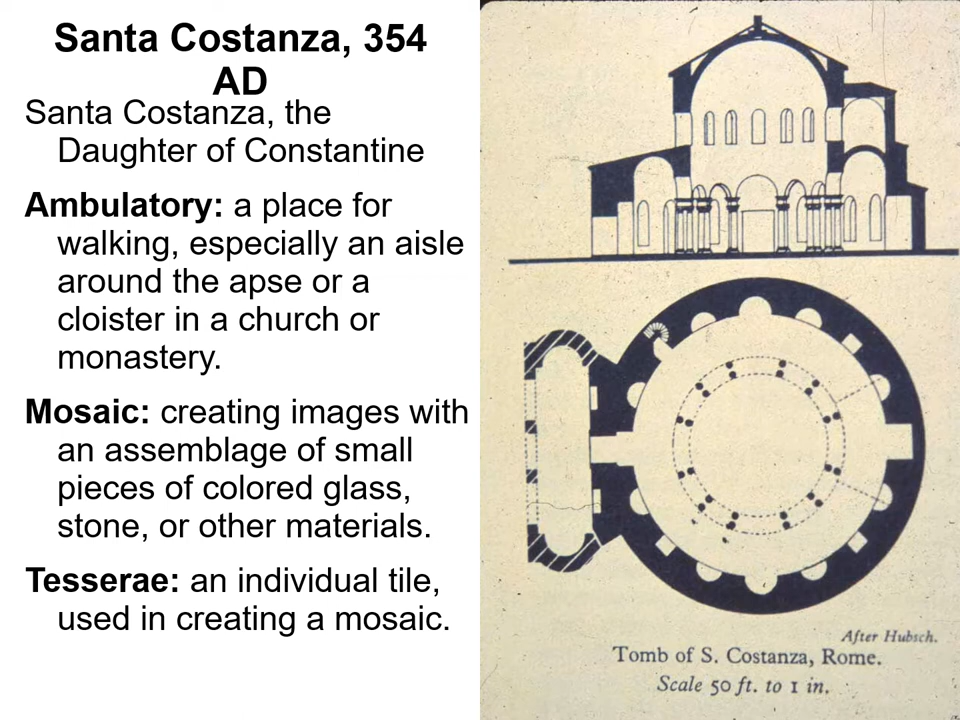 Santa Costanza, 354
AD
Santa Costanza, the
Daughter of Constantine
Ambulatory: a place for
walking, especially an aisle
around the apse or a
cloister in a church or
monastery.
Mosaic: creating images with
an assemblage of small
pieces of colored glass,
stone, or other materials.
Tesserae: an individual tile,
used in creating a mosaic.
After Hubsch.
Tomb of S. Costanza, Rome.
Scale 50 ft. to 1 in.